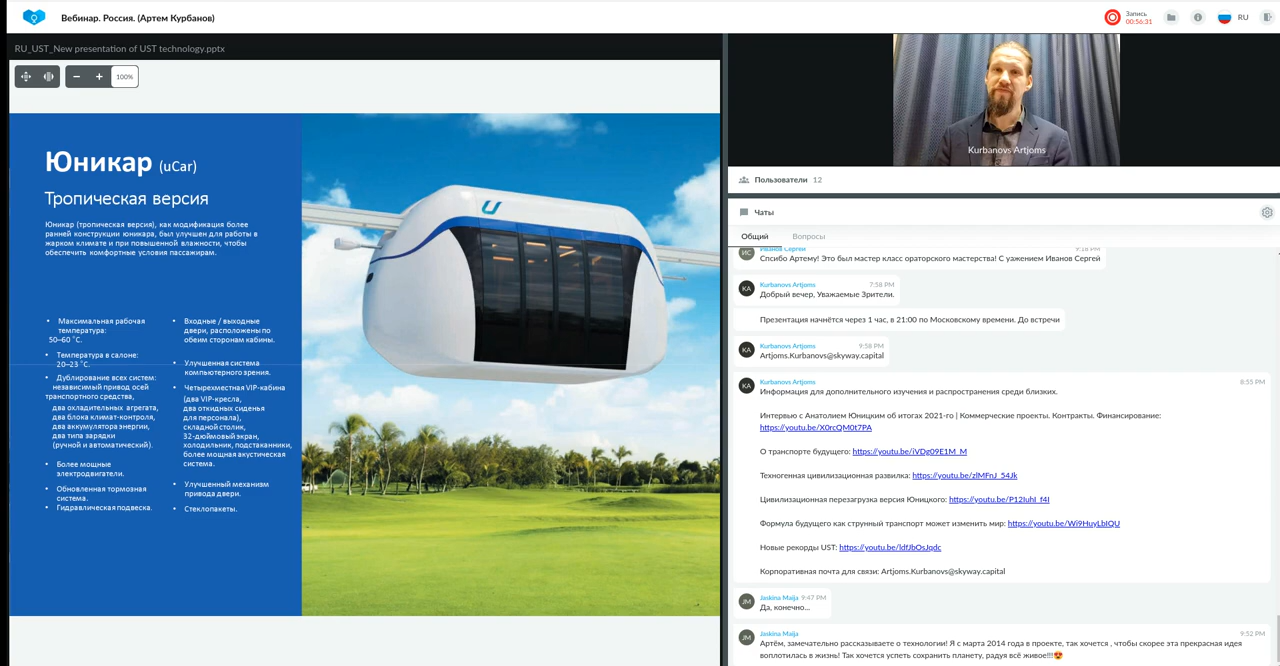 Вебинар. Россия. (Артем Курбанов)
Запись
00:56:31
RU
RU_UST_New presentation of UST technology.pptx
100%
Юникар (uCar)
Тропическая версия
Юникар (тропическая версия), как модификация более
ранней конструкции юникара, был улучшен для работы в
жарком климате и при повышенной влажности, чтобы
обеспечить комфортные условия пассажирам.
• Максимальная рабочая
температура:
50–60 °C.
• Температура в салоне:
20–23 °C.
• Дублирование всех систем:
независимый привод осей
транспортного средства,
два охладительных агрегата,
два блока климат-контроля,
два аккумулятора энергии,
два типа зарядки
(ручной и автоматический).
• Более мощные
электродвигатели.
• Обновленная тормозная
система.
• Гидравлическая подвеска.
• Входные / выходные
двери, расположены по
обеим сторонам кабины.
• Улучшенная система
компьютерного зрения.
• Четырехместная VIP-кабина
(два VIP-кресла,
два откидных сиденья
для персонала),
складной столик,
32-дюймовый экран,
холодильник, подстаканники,
более мощная акустическая
система.
• Улучшенный механизм
привода двери.
• Стеклопакеты.
Kurbanovs Artjoms
Пользователи 12
Чаты
Общий Вопросы
ИС
Иванов Сергей 9:18 PM
Спсибо Артему! Это был мастер класс ораторского мастерства! С уажением Иванов Сергей
KA
Kurbanovs Artjoms 7:58 PM
Добрый вечер, Уважаемые Зрители.
Презентация начнётся через 1 час, в 21:00 по Московскому времени. До встречи
KA
Kurbanovs Artjoms 9:58 PM
Artjoms.Kurbanovs@skyway.capital
KA
Kurbanovs Artjoms 8:55 PM
Информация для дополнительного изучения и распространения среди близких.
Интервью с Анатолием Юницким об итогах 2021-го | Коммерческие проекты. Контракты. Финансирование:
https://youtu.be/X0rcQM0t7PA
О транспорте будущего: https://youtu.be/iVDg09E1M_M
Техногенная цивилизационная развилка: https://youtu.be/zlMFnJ_54Jk
Цивилизационная перезагрузка версия Юницкого: https://youtu.be/P12IuhI_f4I
Формула будущего как струнный транспорт может изменить мир: https://youtu.be/Wi9HuyLbIQU
Новые рекорды UST: https://youtu.be/ldfJbOsJqdc
Корпоративная почта для связи: Artjoms.Kurbanovs@skyway.capital
JM
Jaskina Maija 9:47 PM
Да, конечно...
JM
Jaskina Maija 9:52 PM
Артём, замечательно рассказываете о технологии! Я с марта 2014 года в проекте, так хочется , чтобы скорее эта прекрасная идея
воплотилась в жизнь! Так хочется успеть сохранить планету, радуя всё живое!!!😍